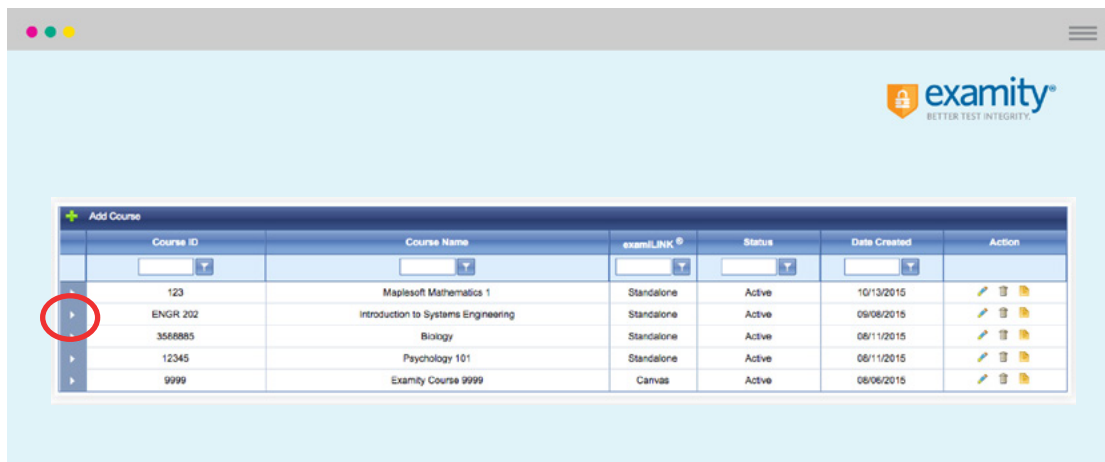 examity®
BETTER TEST INTEGRITY.
Add Course
Course ID Course Name examiLINK® Status Date Created Action
123 Maplesoft Mathematics 1 Standalone Active 10/13/2015
ENGR 202 Introduction to Systems Engineering Standalone Active 09/08/2015
3568885 Biology Standalone Active 08/11/2015
12345 Psychology 101 Standalone Active 08/11/2015
9999 Examity Course 9999 Canvas Active 08/06/2015